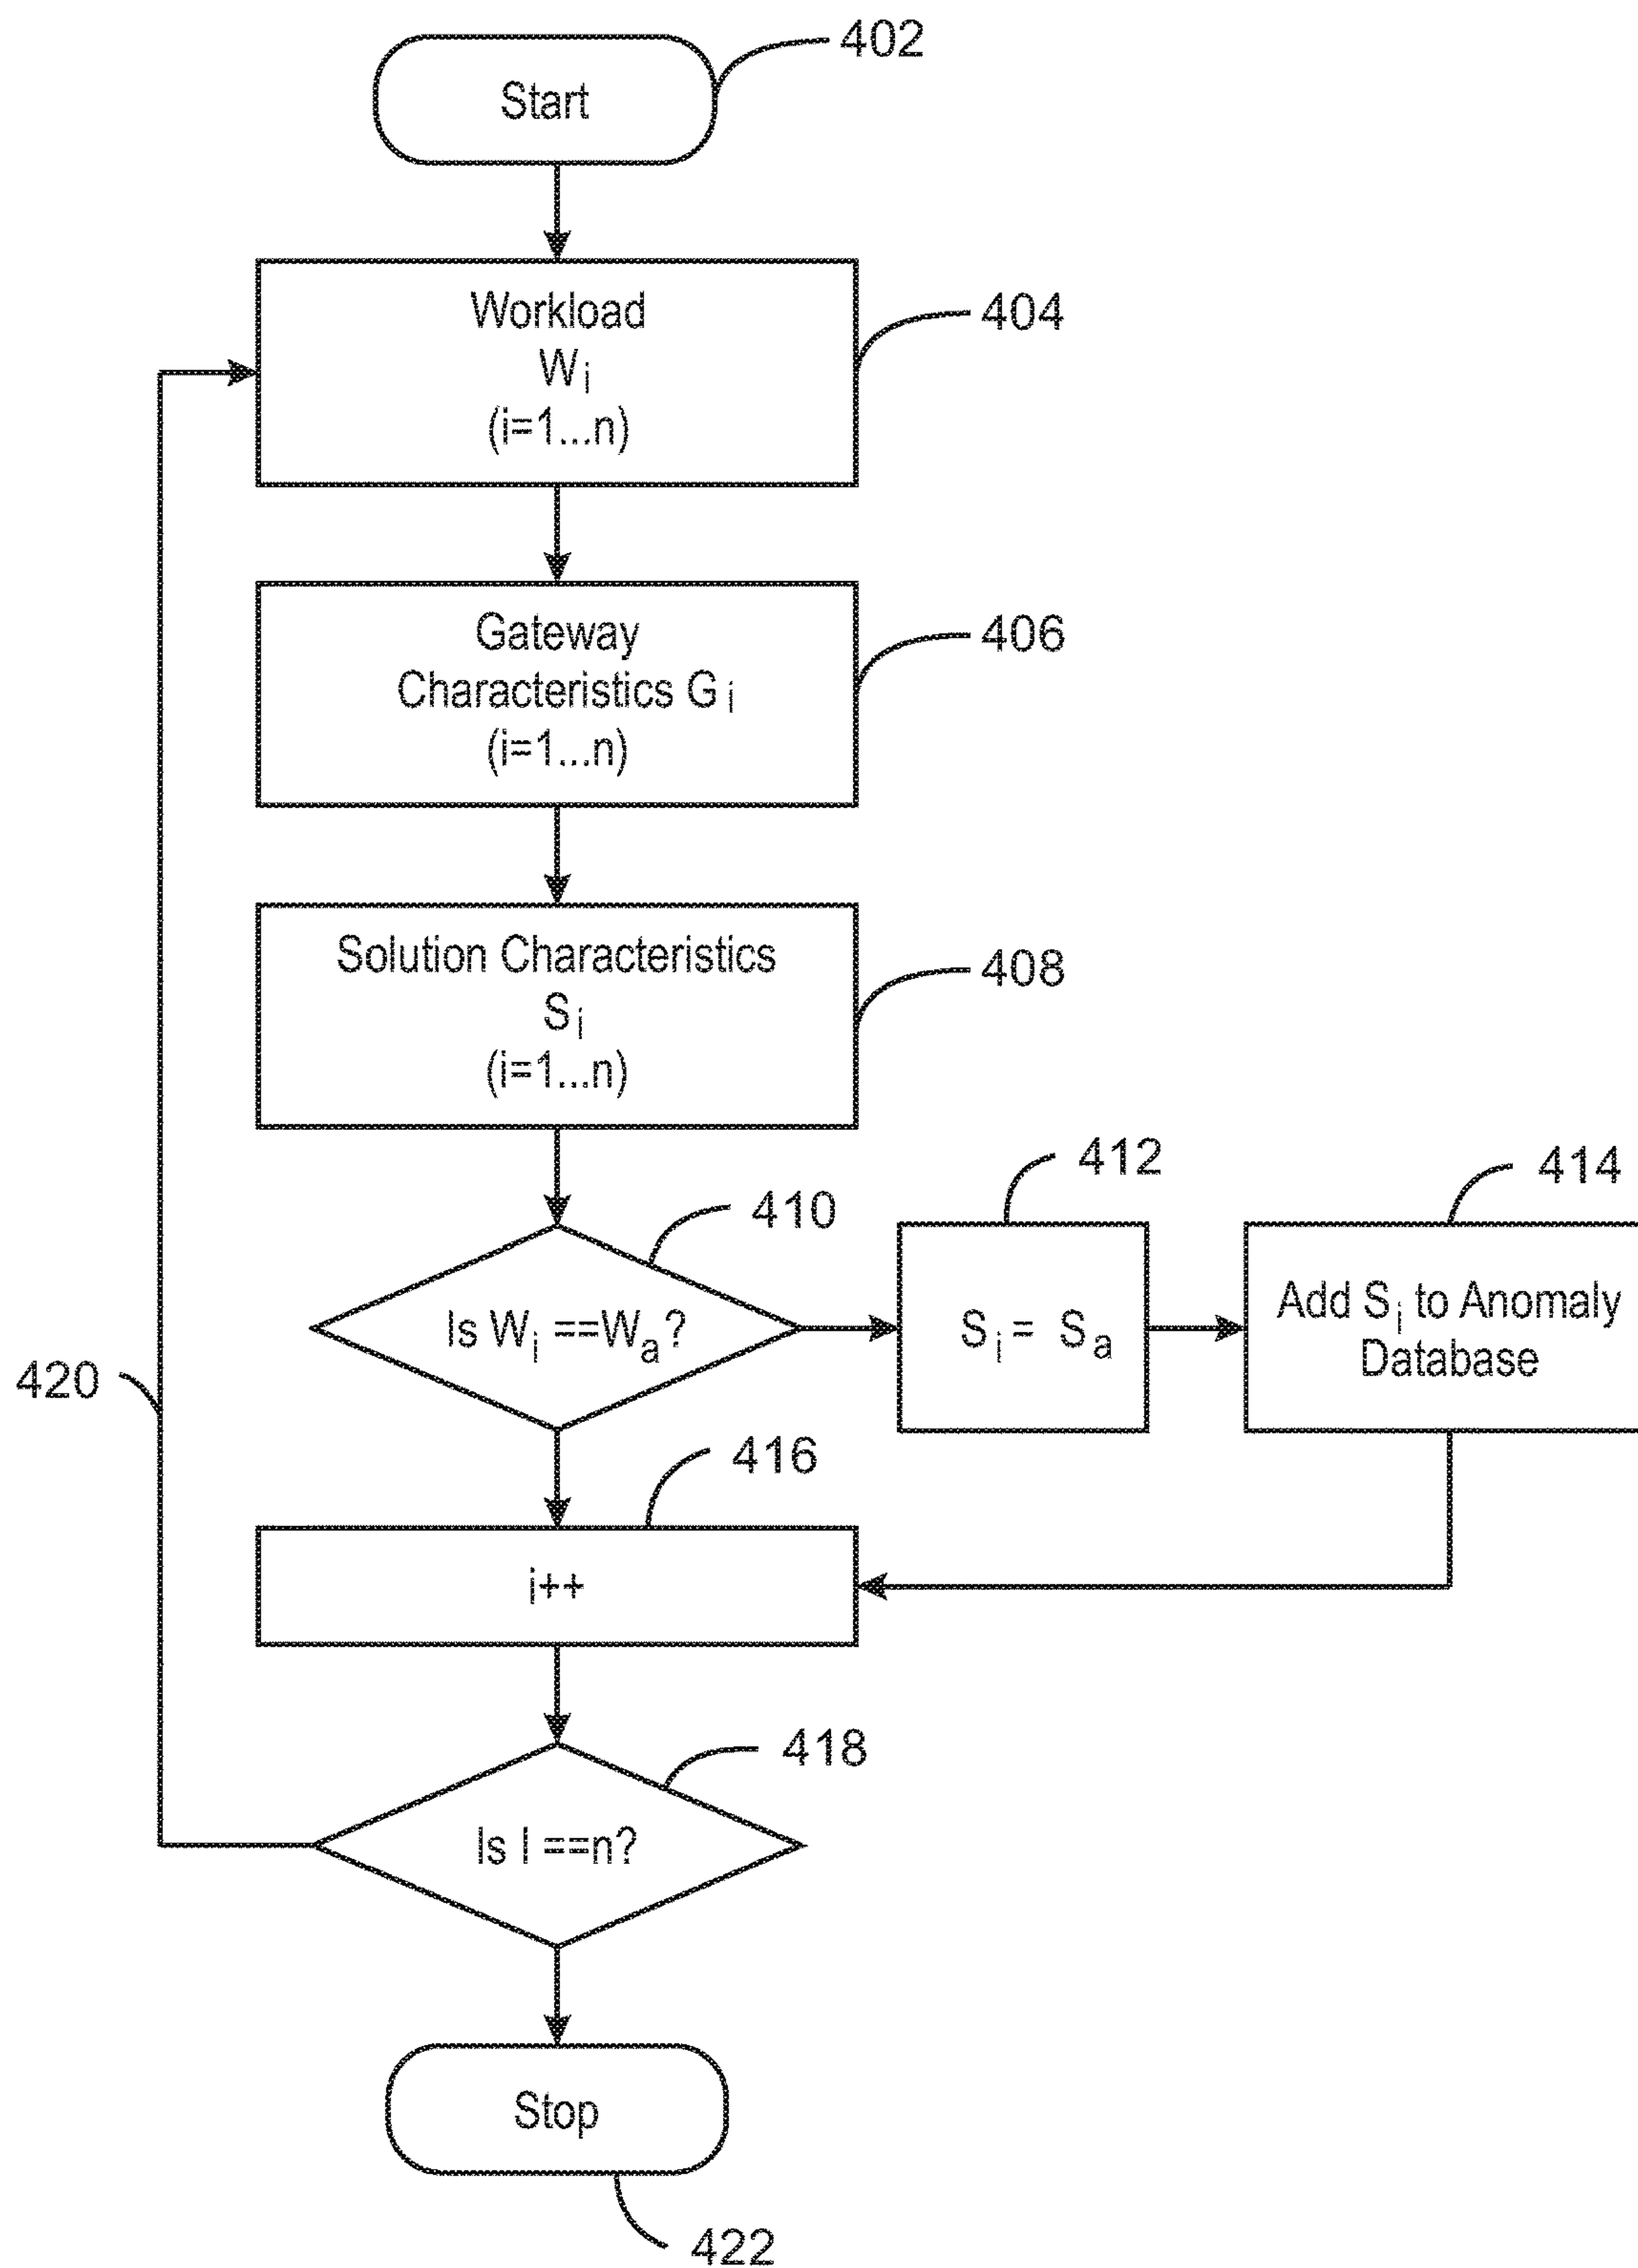 402
Start
Workload
Wi
(i=1...n)
404
Gateway
Characteristics Gi
(i=1...n)
406
Solution Characteristics
Si
(i=1...n)
408
410
Is Wi ==Wa?
412
Si = Sa
414
Add Si to Anomaly
Database
420
416
i++
418
Is I ==n?
Stop
422